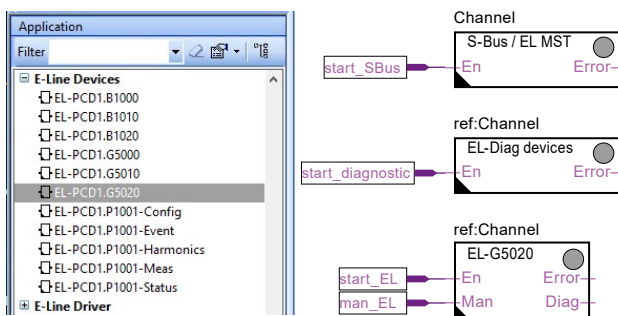 Application
Filter
E-Line Devices
EL-PCD1.B1000
EL-PCD1.B1010
EL-PCD1.B1020
EL-PCD1.G5000
EL-PCD1.G5010
EL-PCD1.G5020
EL-PCD1.P1001-Config
EL-PCD1.P1001-Event
EL-PCD1.P1001-Harmonics
EL-PCD1.P1001-Meas
EL-PCD1.P1001-Status
E-Line Driver
Channel
S-Bus / EL MST
start_SBus En Error
ref:Channel
EL-Diag devices
start_diagnostic En Error
ref:Channel
EL-G5020
start_EL En Error
man_EL Man Diag